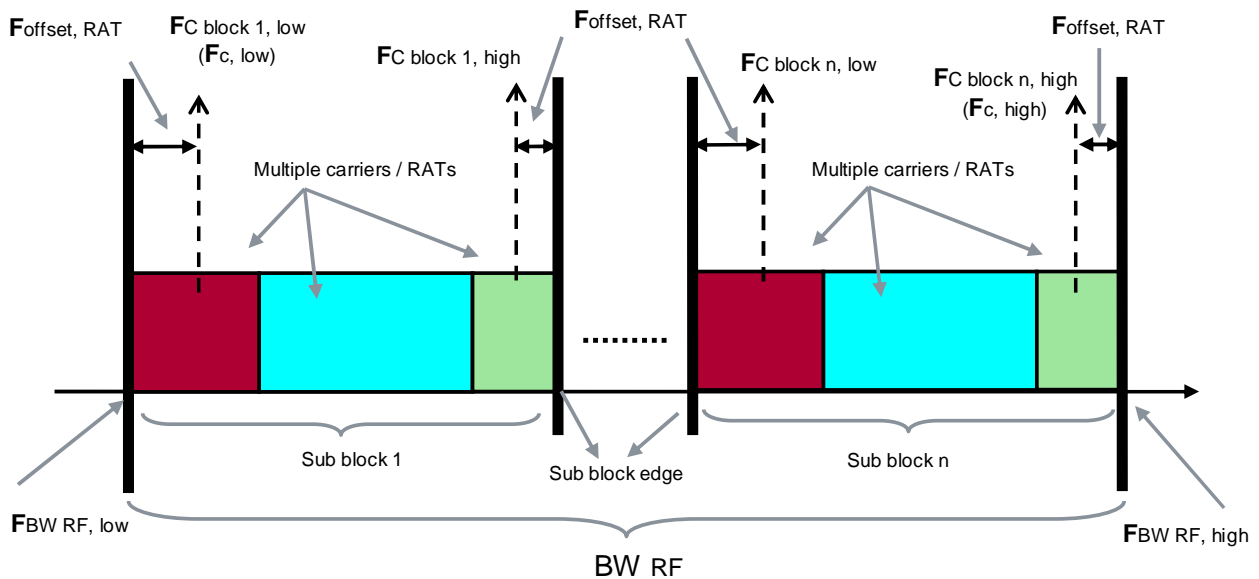 Foffset, RAT
FC block 1, low
(Fc, low)
FC block 1, high
Foffset, RAT
FC block n, low
FC block n, high
(Fc, high)
Foffset, RAT
Multiple carriers / RATs
Multiple carriers / RATs
Sub block 1
Sub block edge
Sub block n
FBW RF, low
FBW RF, high
BW RF